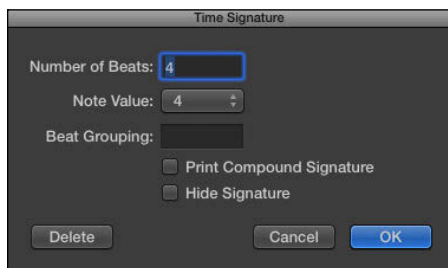 Time Signature
Number of Beats: 4
Note Value: 4
Beat Grouping:
Print Compound Signature
Hide Signature
Delete Cancel OK